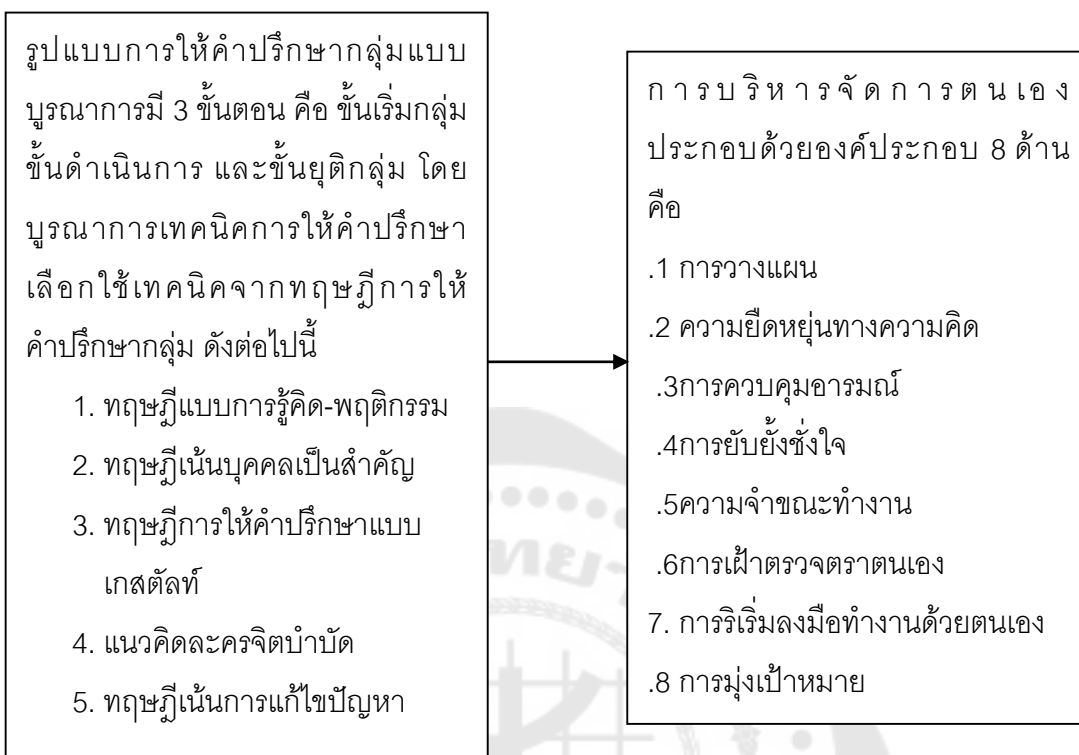 รูปแบบการให้คำปรึกษากลุ่มแบบ
บูรณาการมี 3 ขั้นตอน คือ ขั้นเริ่มกลุ่ม
ขั้นดำเนินการ และขั้นยุติกลุ่ม โดย
บูรณาการเทคนิคการให้คำปรึกษา
เลือกใช้เทคนิคจากทฤษฎีการให้
คำปรึกษากลุ่ม ดังต่อไปนี้
1. ทฤษฎีแบบการรู้คิด-พฤติกรรม
2. ทฤษฎีเน้นบุคคลเป็นสำคัญ
3. ทฤษฎีการให้คำปรึกษาแบบ
เกสตัลท์
4. แนวคิดละครจิตบำบัด
5. ทฤษฎีเน้นการแก้ไขปัญหา
การบริหารจัดการตนเอง
ประกอบด้วยองค์ประกอบ 8 ด้าน
คือ
.1 การวางแผน
.2 ความยืดหยุ่นทางความคิด
.3การควบคุมอารมณ์
.4การยับยั้งชั่งใจ
.5ความจำขณะทำงาน
.6การเฝ้าตรวจตราตนเอง
7. การริเริ่มลงมือทำงานด้วยตนเอง
.8 การมุ่งเป้าหมาย